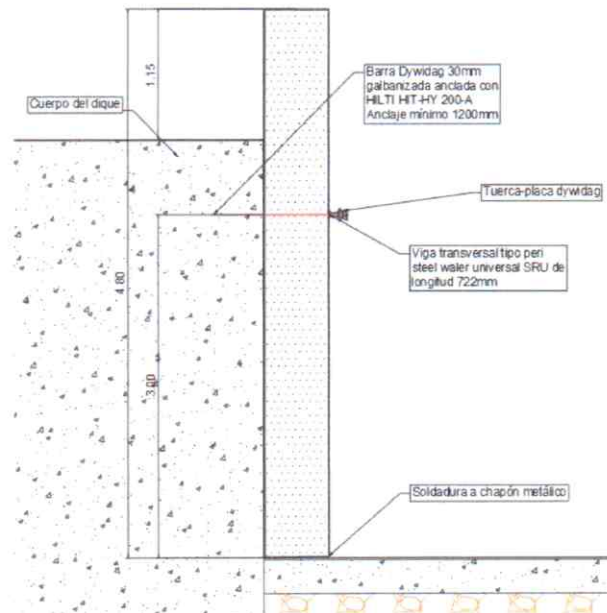 1.15
Barra Dywidag 30mm
galbanizada anclada con
HILTI HIT-HY 200-A
Anclaje mínimo 1200mm
Cuerpo del dique
Tuerca-placa dywidag
Viga transversal tipo peri
steel waler universal SRU de
longitud 722mm
4.80
3.00
Soldadura a chapón metálico